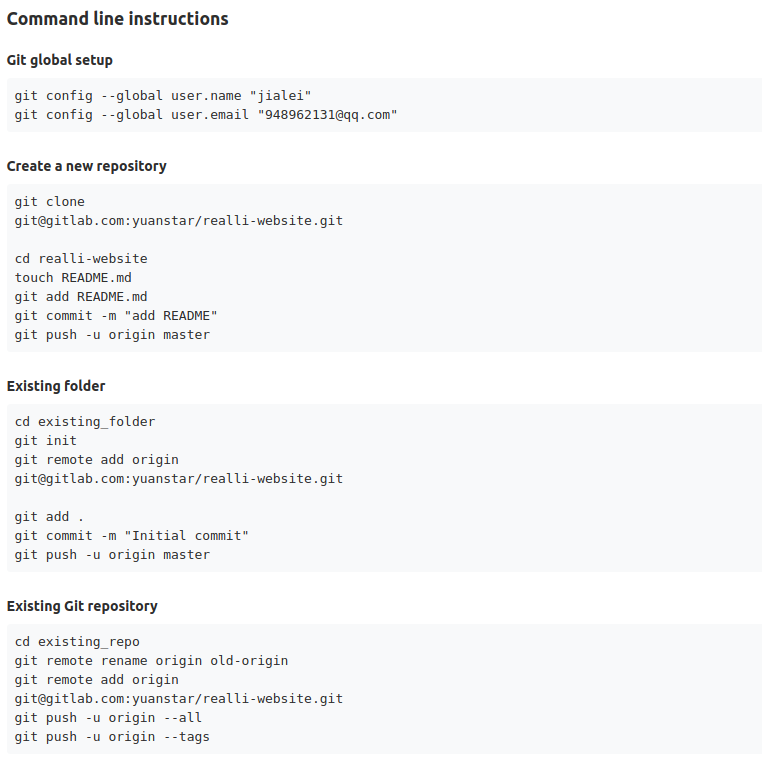 Command line instructions
Git global setup
git config --global user.name "jialei"
git config --global user.email "948962131@qq.com"
Create a new repository
git clone
git@gitlab.com:yuanstar/realli-website.git
cd realli-website
touch README.md
git add README.md
git commit -m "add README"
git push -u origin master
Existing folder
cd existing_folder
git init
git remote add origin
git@gitlab.com:yuanstar/realli-website.git
git add .
git commit -m "Initial commit"
git push -u origin master
Existing Git repository
cd existing_repo
git remote rename origin old-origin
git remote add origin
git@gitlab.com:yuanstar/realli-website.git
git push -u origin --all
git push -u origin --tags